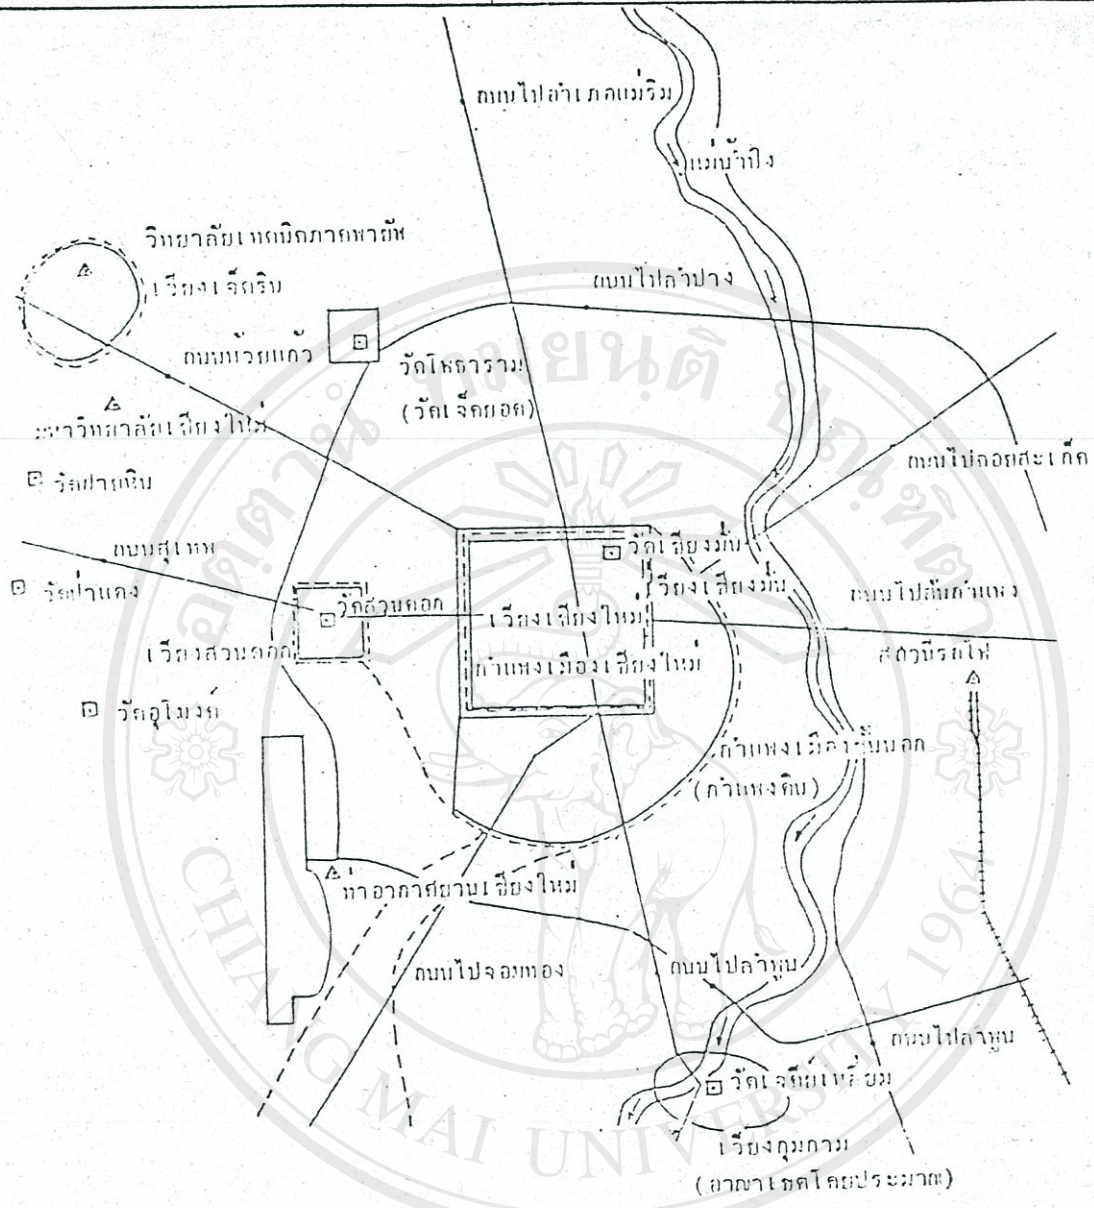 ถนนไปอำเภอแม่ริม
แม่น้ำปิง
วิทยาลัยเทคนิคภาคพายัพ
เวียงเจ็ดริน
ถนนไปลำปาง
ถนนห้วยแก้ว
วัดโพธาราม
(วัดเจ็ดยอด)
มหาวิทยาลัยเชียงใหม่
ถนนไปดอยสะเก็ด
วัดฝายหิน
ถนนสุเทพ
วัดเชียงมั่น
วัดป่าแดง
เวียงเชียงมั่น
ถนนไปสันกำแพง
วัดสวนดอก
เวียงเชียงใหม่
เวียงสวนดอก
สถานีรถไฟ
กำแพงเมืองเชียงใหม่
วัดอุโมงค์
กำแพงเมืองชั้นนอก
(กำแพงดิน)
ท่าอากาศยานเชียงใหม่
ถนนไปจอมทอง
ถนนไปลำพูน
ถนนไปลำพูน
วัดเจดีย์เหลี่ยม
เวียงกุมกาม
(อาณาเขตโดยประมาณ)
CHIANG MAI UNIVERSITY 1964